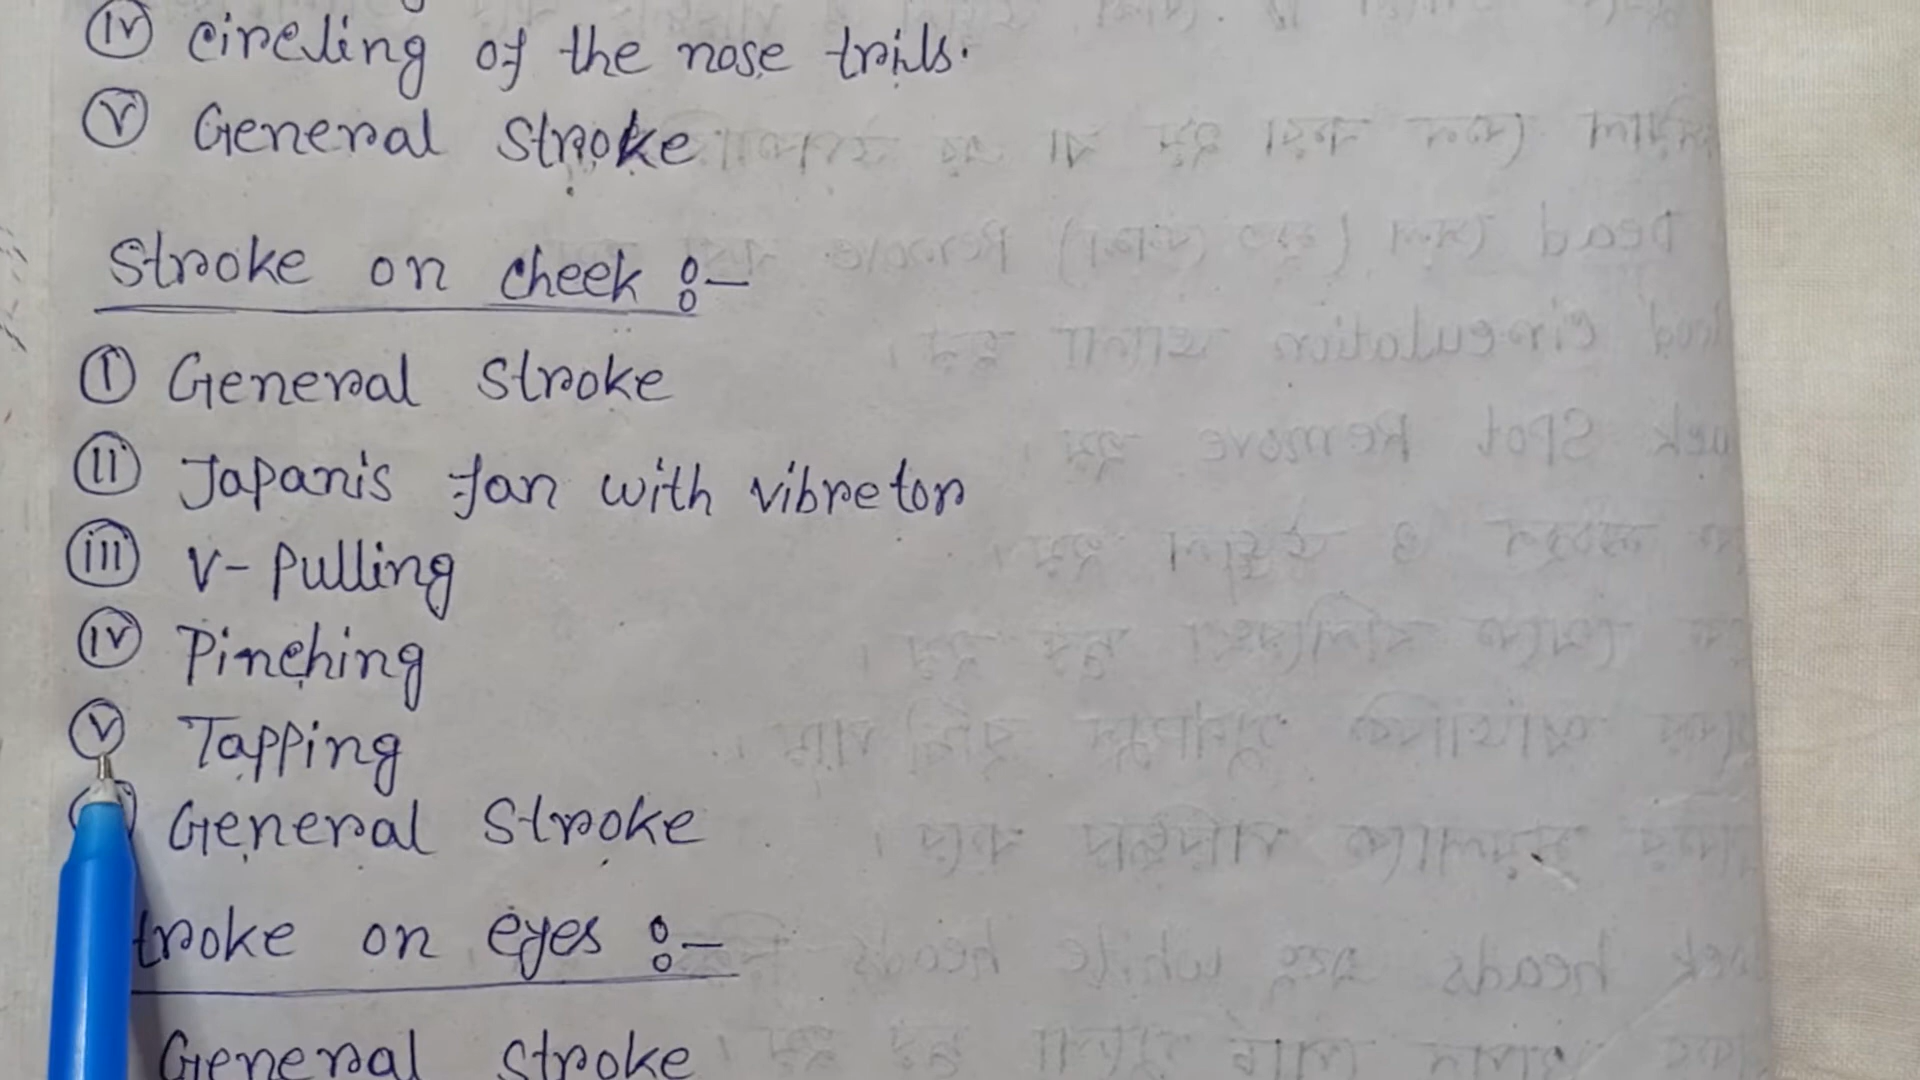 (iv) circling of the nose trils.
(v) General Stroke
Stroke on cheek :-
(i) General Stroke
(ii) Japanis fan with vibretor
(iii) V-Pulling
(iv) Pinching
(v) Tapping
General Stroke
troke on eyes :-
General Stroke